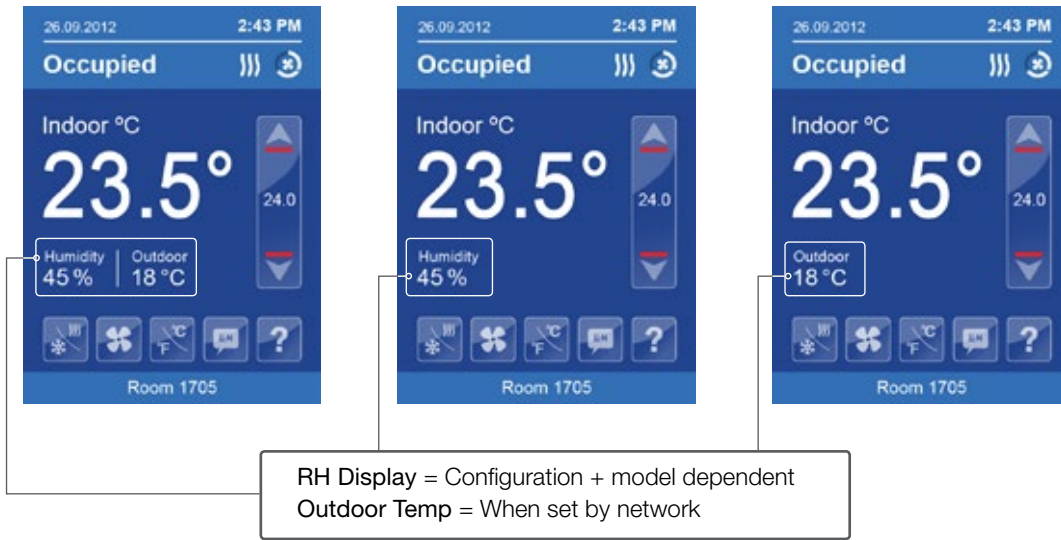 26.09.2012 2:43 PM
Occupied
Indoor °C
23.5°
24.0
Humidity Outdoor
45 % 18 °C
°C
°F
EN
?
Room 1705
26.09.2012 2:43 PM
Occupied
Indoor °C
23.5°
24.0
Humidity
45 %
°C
°F
EN
?
Room 1705
26.09.2012 2:43 PM
Occupied
Indoor °C
23.5°
24.0
Outdoor
18 °C
°C
°F
EN
?
Room 1705
RH Display = Configuration + model dependent
Outdoor Temp = When set by network